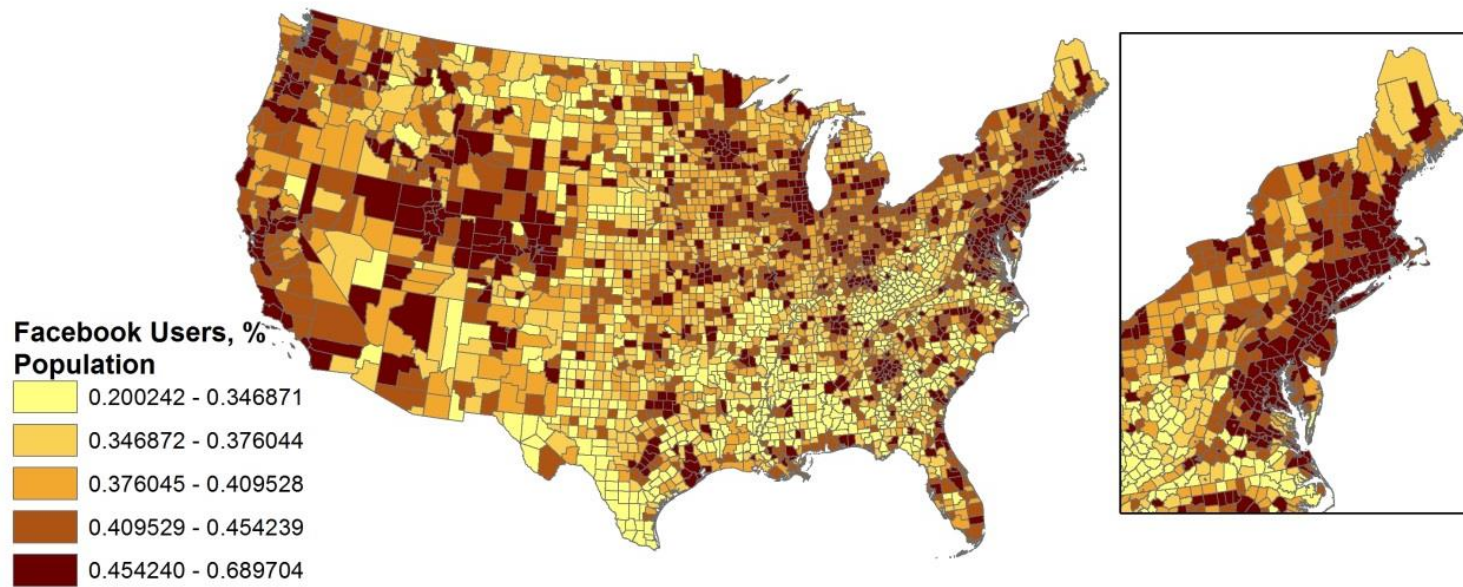 Facebook Users, %
Population
0.200242 - 0.346871
0.346872 - 0.376044
0.376045 - 0.409528
0.409529 - 0.454239
0.454240 - 0.689704